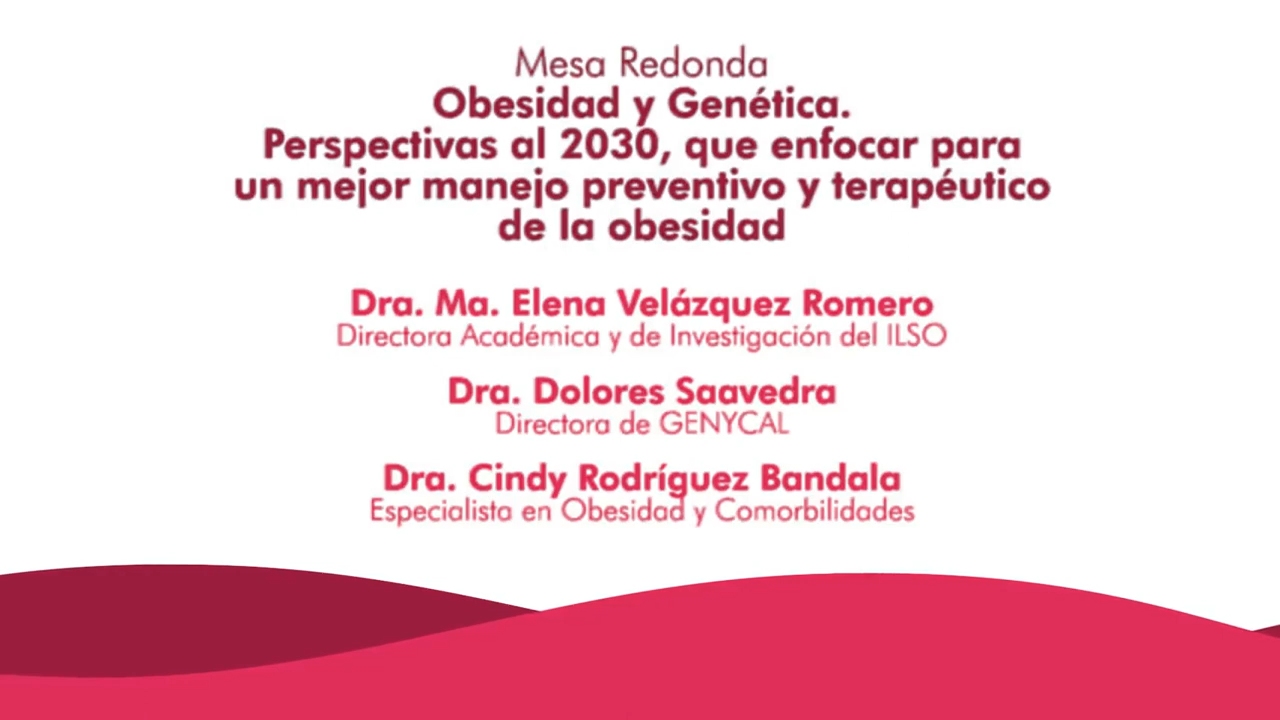 Mesa Redonda
Obesidad y Genética.
Perspectivas al 2030, que enfocar para
un mejor manejo preventivo y terapéutico
de la obesidad
Dra. Ma. Elena Velázquez Romero
Directora Académica y de Investigación del ILSO
Dra. Dolores Saavedra
Directora de GENYCAL
Dra. Cindy Rodríguez Bandala
Especialista en Obesidad y Comorbilidades